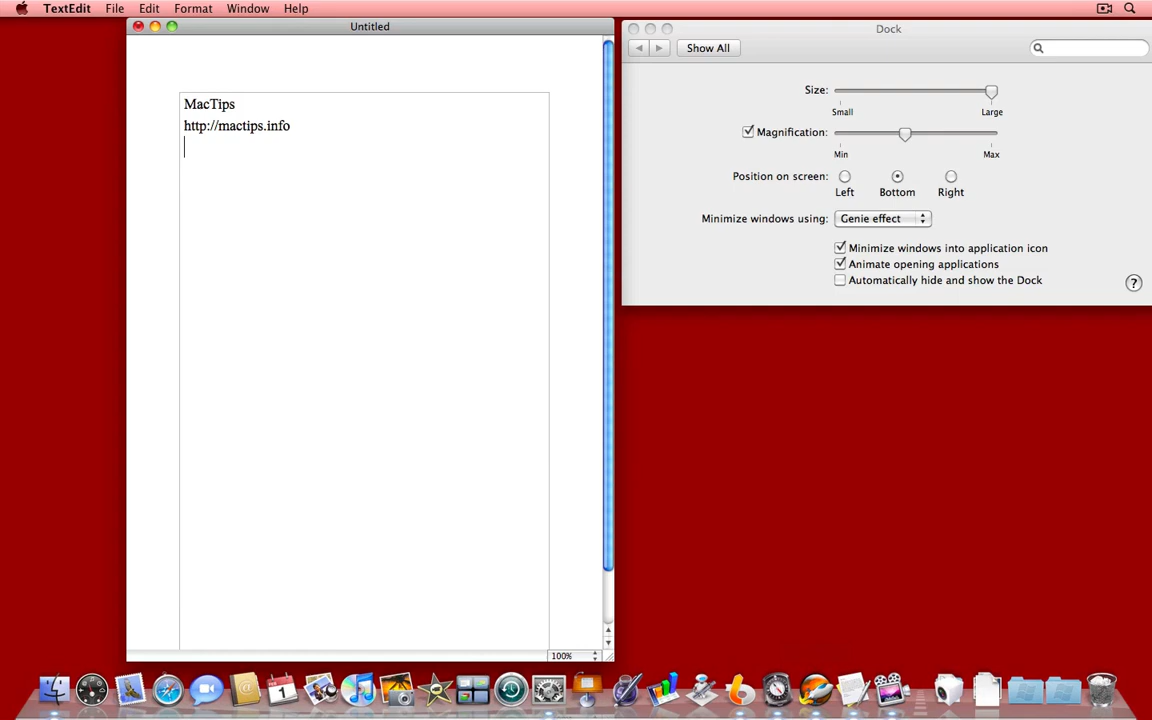 TextEdit File Edit Format Window Help
Untitled
MacTips
http://mactips.info
100%
Dock
Show All
Size:
Small Large
Magnification:
Min Max
Position on screen:
Left Bottom Right
Minimize windows using: Genie effect
Minimize windows into application icon
Animate opening applications
Automatically hide and show the Dock
?
1